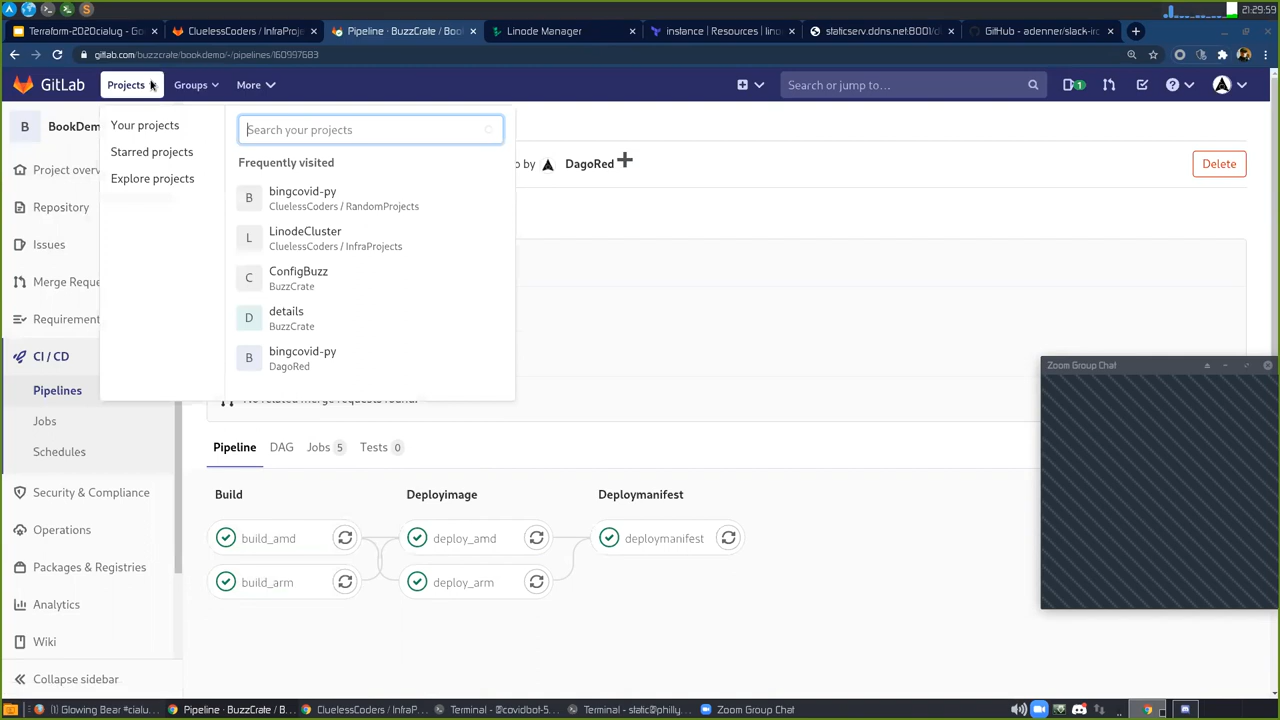 21:29:59
Terraform-2020cialug - G
CluelessCoders / InfraProje
Pipeline · BuzzCrate / Book
Linode Manager
instance | Resources | lino
staticserv.ddns.net:8001/d
GitHub - adenner/slack-irc
gitlab.com/buzzcrate/bookdemo/-/pipelines/160997683
GitLab
Projects
Groups
More
Search or jump to...
1
B
BookDem
Project overv
Repository
Issues
Merge Reque
Requirement
CI / CD
Pipelines
Jobs
Schedules
Security & Compliance
Operations
Packages & Registries
Analytics
Wiki
Collapse sidebar
Your projects
Starred projects
Explore projects
Search your projects
Frequently visited
B
bingcovid-py
CluelessCoders / RandomProjects
L
LinodeCluster
CluelessCoders / InfraProjects
C
ConfigBuzz
BuzzCrate
D
details
BuzzCrate
B
bingcovid-py
DagoRed
o by
DagoRed
Delete
No related merge requests found.
Pipeline
DAG
Jobs 5
Tests 0
Build
Deployimage
Deploymanifest
build_amd
deploy_amd
deploymanifest
build_arm
deploy_arm
Zoom Group Chat
[Glowing Bear #cialu...
Pipeline · BuzzCrate / B...
CluelessCoders / InfraP...
Terminal - @covidbot-5...
Terminal - static@philly...
Zoom Group Chat